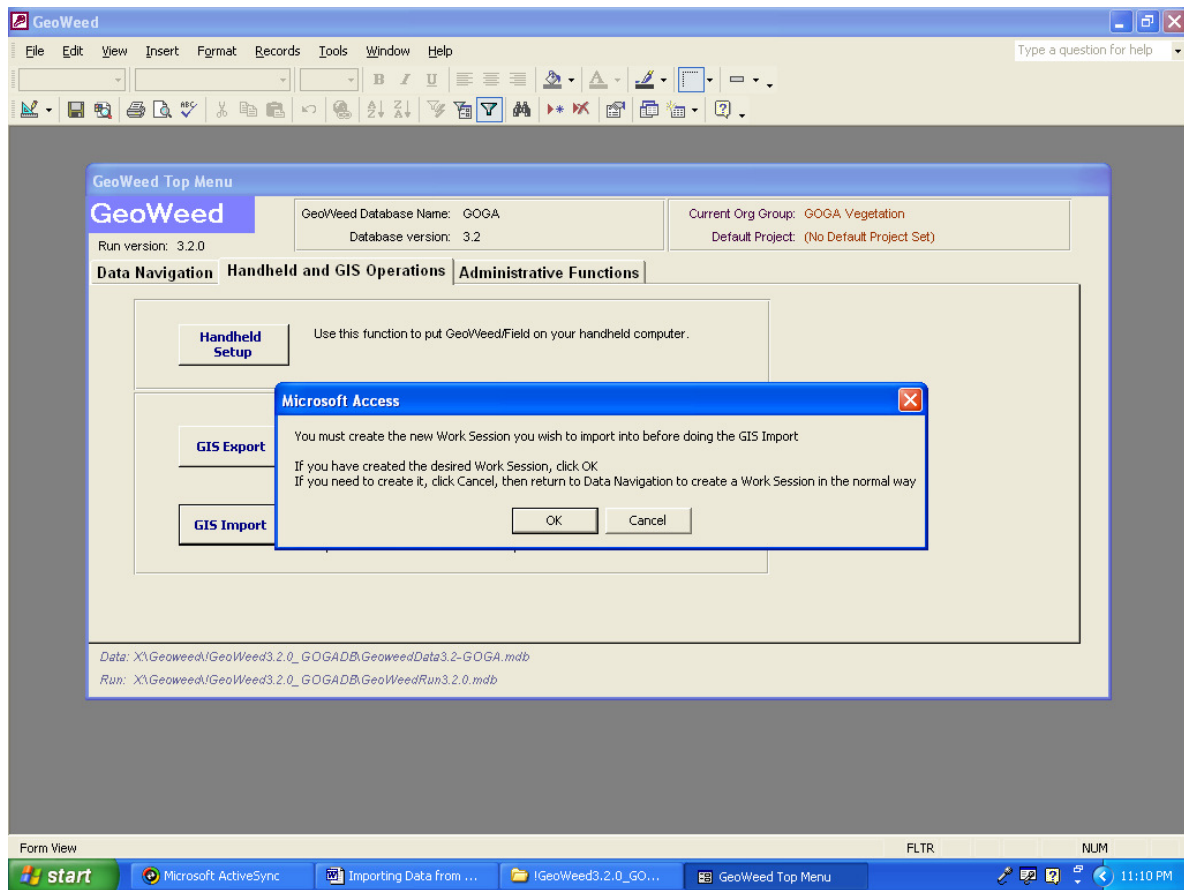 GeoWeed
File Edit View Insert Format Records Tools Window Help
Type a question for help
B I U
GeoWeed Top Menu
GeoWeed
Run version: 3.2.0
GeoWeed Database Name: GOGA
Database version: 3.2
Current Org Group: GOGA Vegetation
Default Project: (No Default Project Set)
Data Navigation Handheld and GIS Operations Administrative Functions
Handheld
Setup
Use this function to put GeoWeed/Field on your handheld computer.
Microsoft Access
You must create the new Work Session you wish to import into before doing the GIS Import
If you have created the desired Work Session, click OK
If you need to create it, click Cancel, then return to Data Navigation to create a Work Session in the normal way
OK Cancel
GIS Export
GIS Import
Data: X:\Geoweed\!GeoWeed3.2.0_GOGADB\GeoweedData3.2-GOGA.mdb
Run: X:\Geoweed\!GeoWeed3.2.0_GOGADB\GeoWeedRun3.2.0.mdb
Form View FLTR NUM
start Microsoft ActiveSync Importing Data from ... !GeoWeed3.2.0_GO... GeoWeed Top Menu 11:10 PM